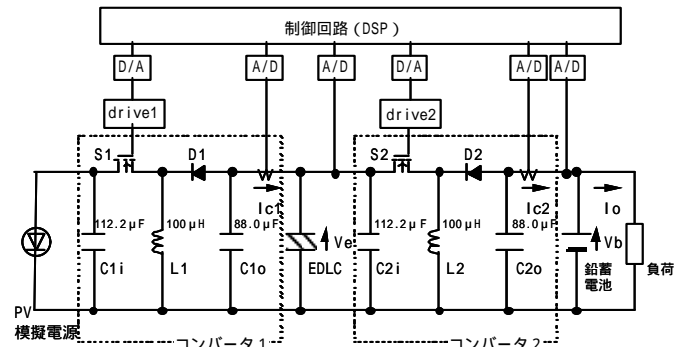 制御回路(DSP)
D/A
A/D
A/D
D/A
A/D
A/D
drive1
drive2
S1
D1
S2
D2
Ic1
Ic2
Io
112.2μF
100μH
88.0μF
Ve
112.2μF
100μH
88.0μF
Vb
C1i
L1
C1o
EDLC
C2i
L2
C2o
鉛蓄
電池
負荷
PV
模擬電源
コンバータ1
コンバータ2